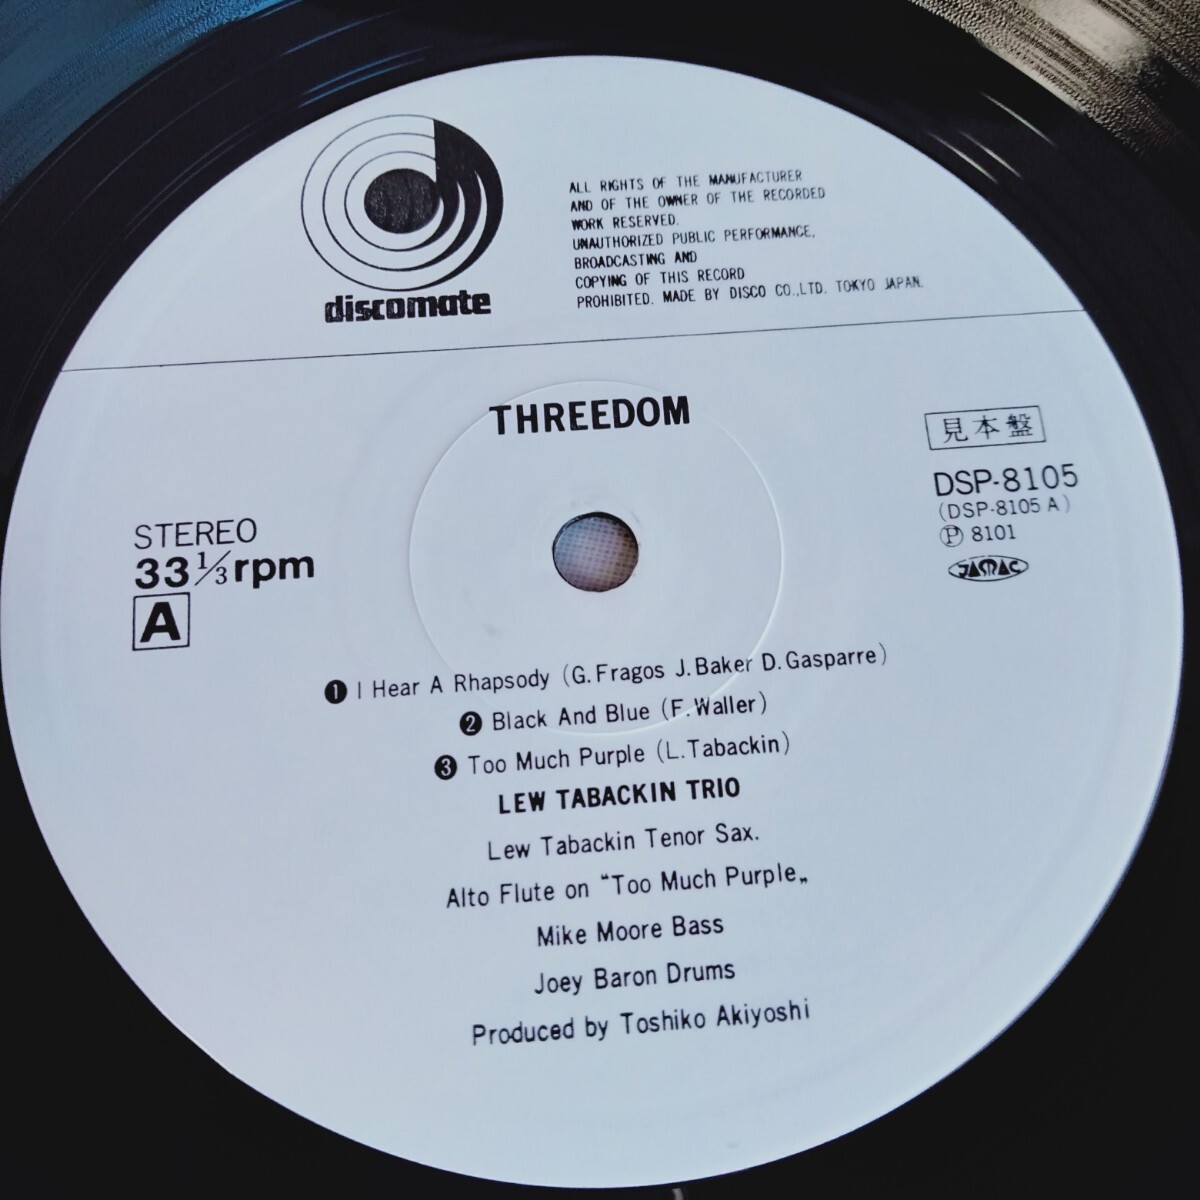 discomate
ALL RIGHTS OF THE MANUFACTURER
AND OF THE OWNER OF THE RECORDED
WORK RESERVED.
UNAUTHORIZED PUBLIC PERFORMANCE,
BROADCASTING AND
COPYING OF THIS RECORD
PROHIBITED. MADE BY DISCO CO.,LTD. TOKYO JAPAN.
THREEDOM
見本盤
DSP-8105
(DSP-8105 A)
Ⓟ 8101
JASRAC
STEREO
33 1/3 rpm
A
❶ I Hear A Rhapsody (G. Fragos J. Baker D. Gasparre)
❷ Black And Blue (F. Waller)
❸ Too Much Purple (L. Tabackin)
LEW TABACKIN TRIO
Lew Tabackin Tenor Sax.
Alto Flute on “Too Much Purple„
Mike Moore Bass
Joey Baron Drums
Produced by Toshiko Akiyoshi